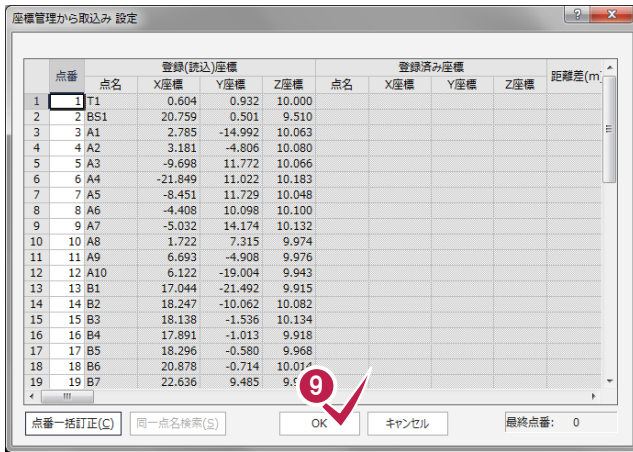 座標管理から取込み 設定
点番 登録(読込)座標 登録済み座標 距離差(m)
点名 X座標 Y座標 Z座標 点名 X座標 Y座標 Z座標
1 1 T1 0.604 0.932 10.000
2 2 BS1 20.759 0.501 9.510
3 3 A1 2.785 -14.992 10.063
4 4 A2 3.181 -4.806 10.080
5 5 A3 -9.698 11.772 10.066
6 6 A4 -21.849 11.022 10.183
7 7 A5 -8.451 11.729 10.048
8 8 A6 -4.408 10.098 10.100
9 9 A7 -5.032 14.174 10.132
10 10 A8 1.722 7.315 9.974
11 11 A9 6.693 -4.908 9.976
12 12 A10 6.122 -19.004 9.943
13 13 B1 17.044 -21.492 9.915
14 14 B2 18.247 -10.062 10.082
15 15 B3 18.138 -1.536 10.134
16 16 B4 17.891 -1.013 9.918
17 17 B5 18.296 -0.580 9.968
18 18 B6 20.878 -0.714 10.014
19 19 B7 22.636 9.485
9
点番一括訂正(C) 同一点名検索(S) OK キャンセル 最終点番: 0